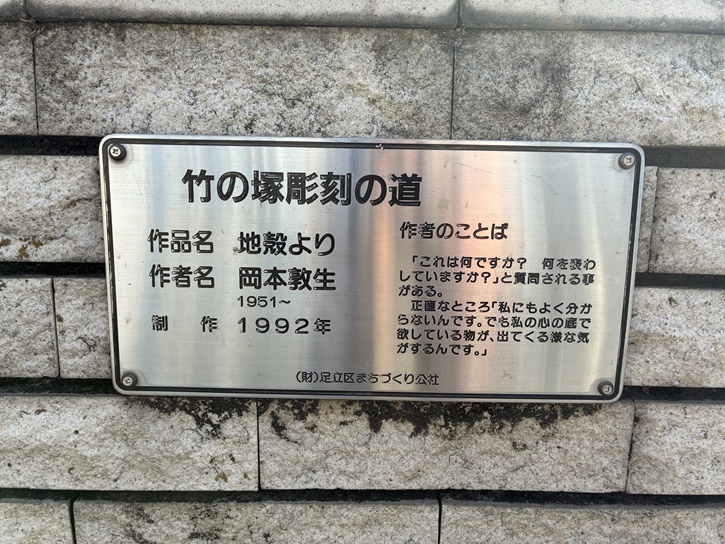 竹の塚彫刻の道
作品名 地殻より
作者名 岡本敦生
1951〜
制 作 1992年
作者のことば
「これは何ですか? 何を表わ
していますか?」と質問される事
がある。
正直なところ「私にもよく分か
らないんです。でも私の心の底で
欲している物が、出てくる様な気
がするんです。」
(財)足立区まちづくり公社